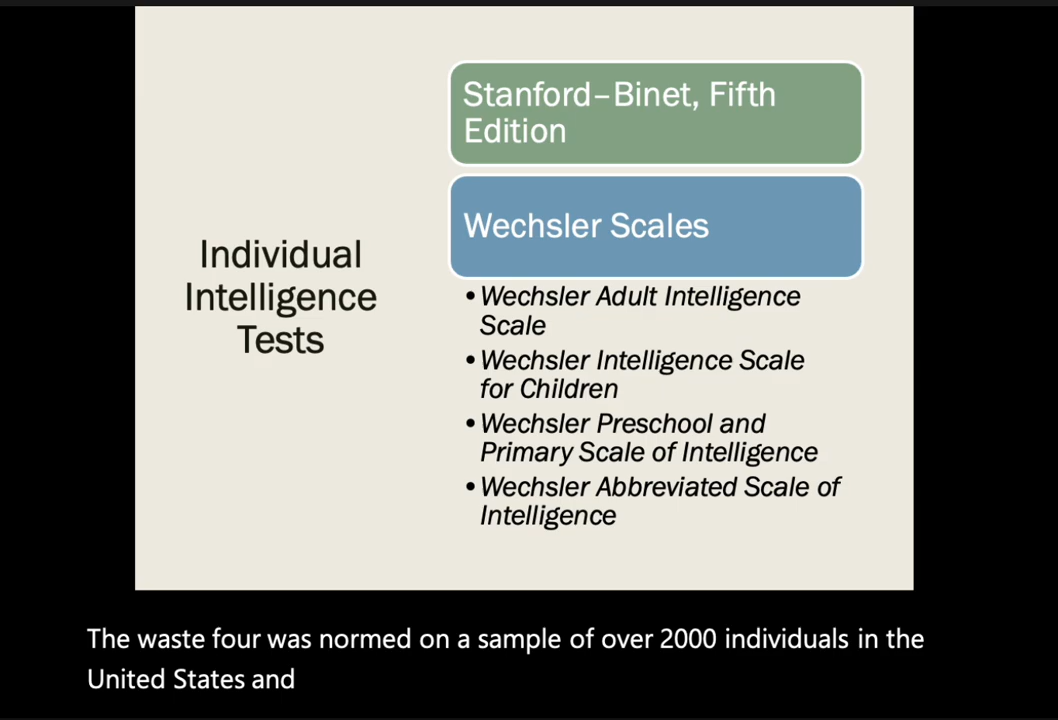 Individual
Intelligence
Tests
Stanford–Binet, Fifth
Edition
Wechsler Scales
•Wechsler Adult Intelligence
Scale
•Wechsler Intelligence Scale
for Children
•Wechsler Preschool and
Primary Scale of Intelligence
•Wechsler Abbreviated Scale of
Intelligence
The waste four was normed on a sample of over 2000 individuals in the
United States and